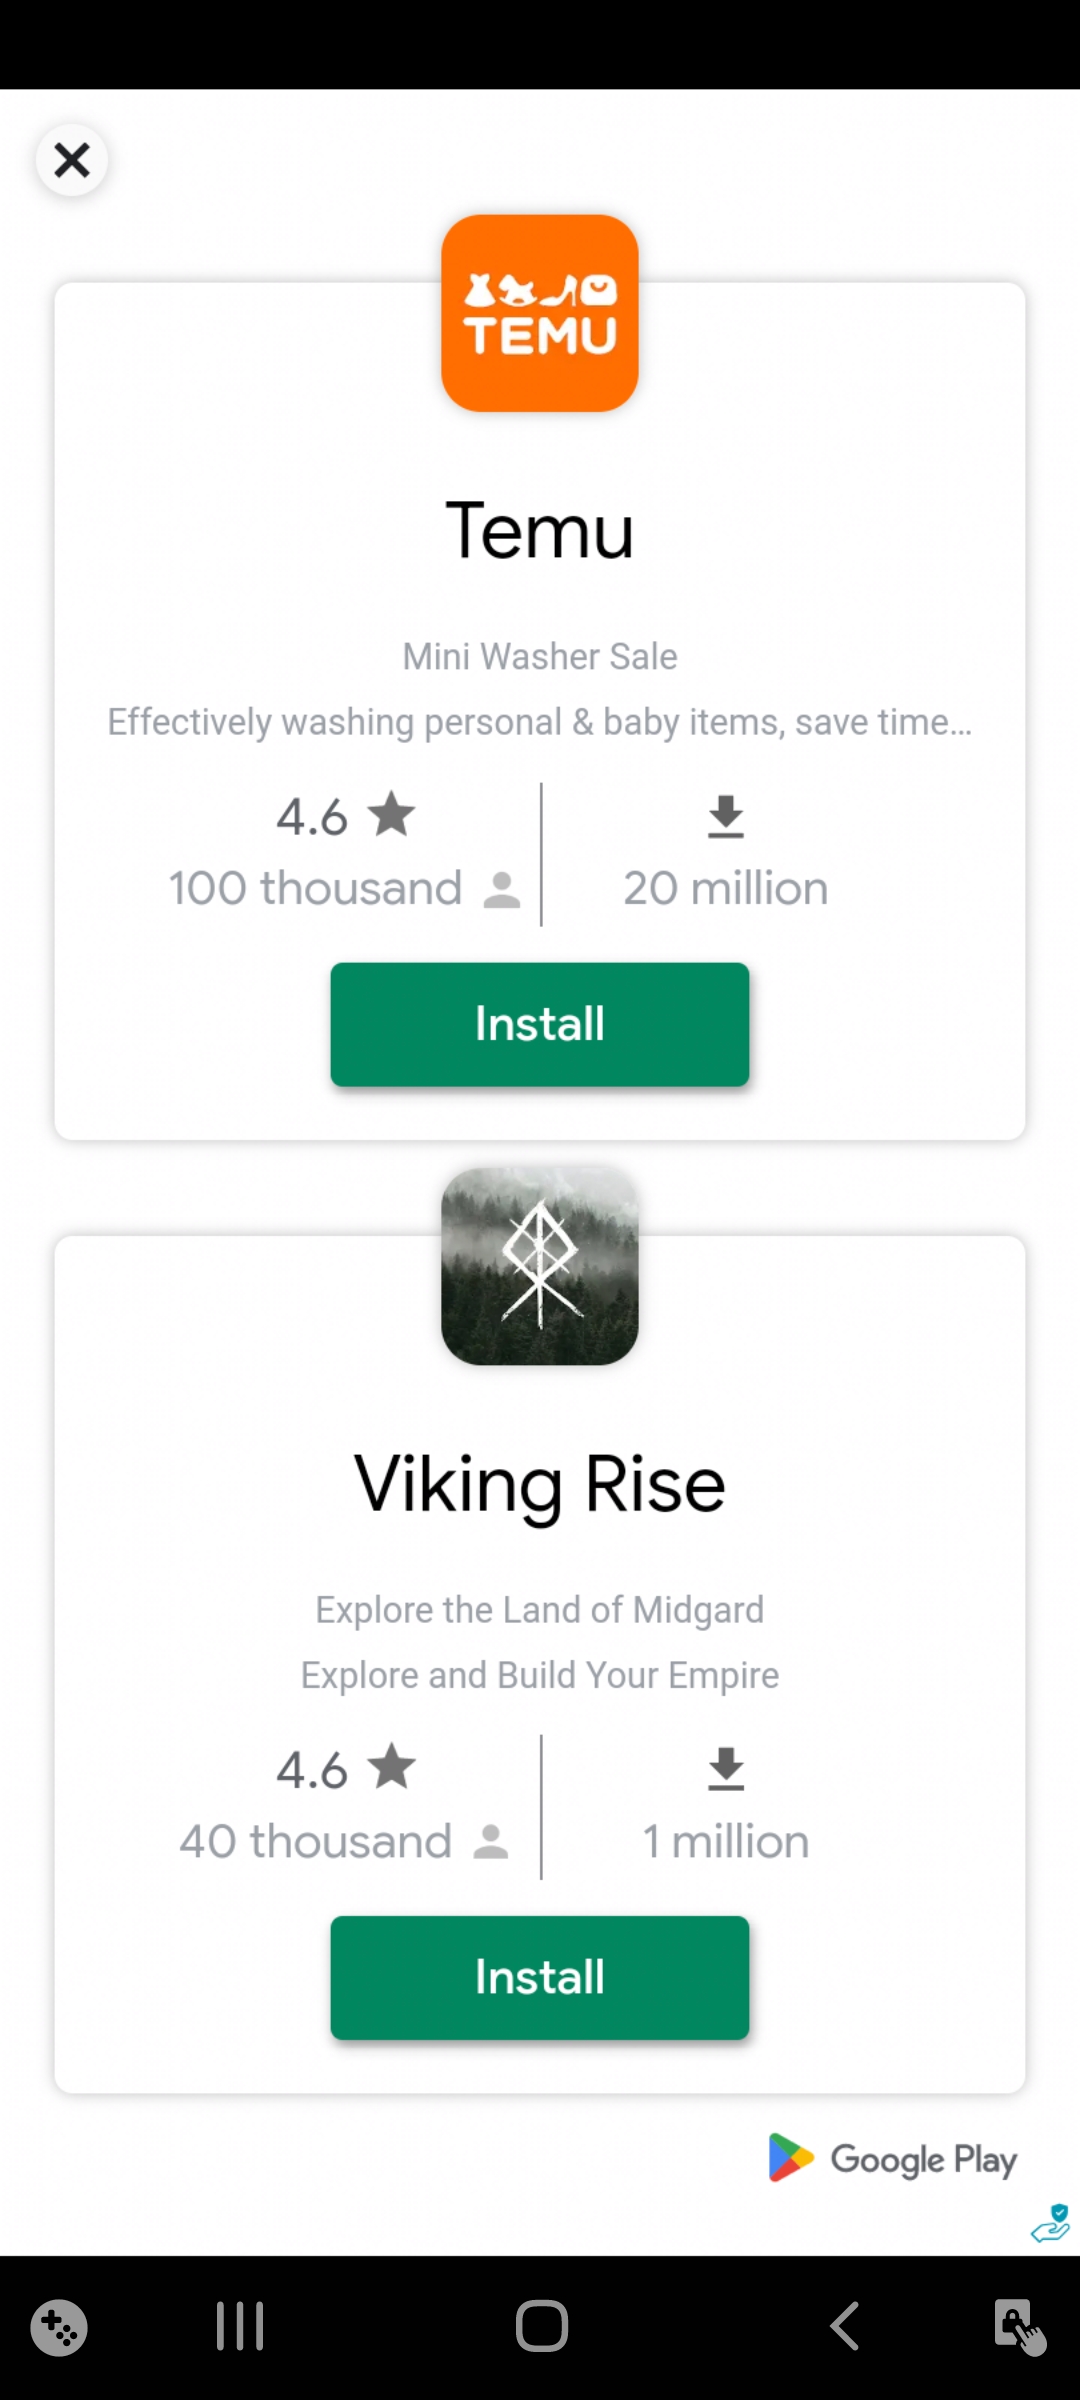 TEMU
Temu
Mini Washer Sale
Effectively washing personal & baby items, save time...
4.6
100 thousand
20 million
Install
Viking Rise
Explore the Land of Midgard
Explore and Build Your Empire
4.6
40 thousand
1 million
Install
Google Play